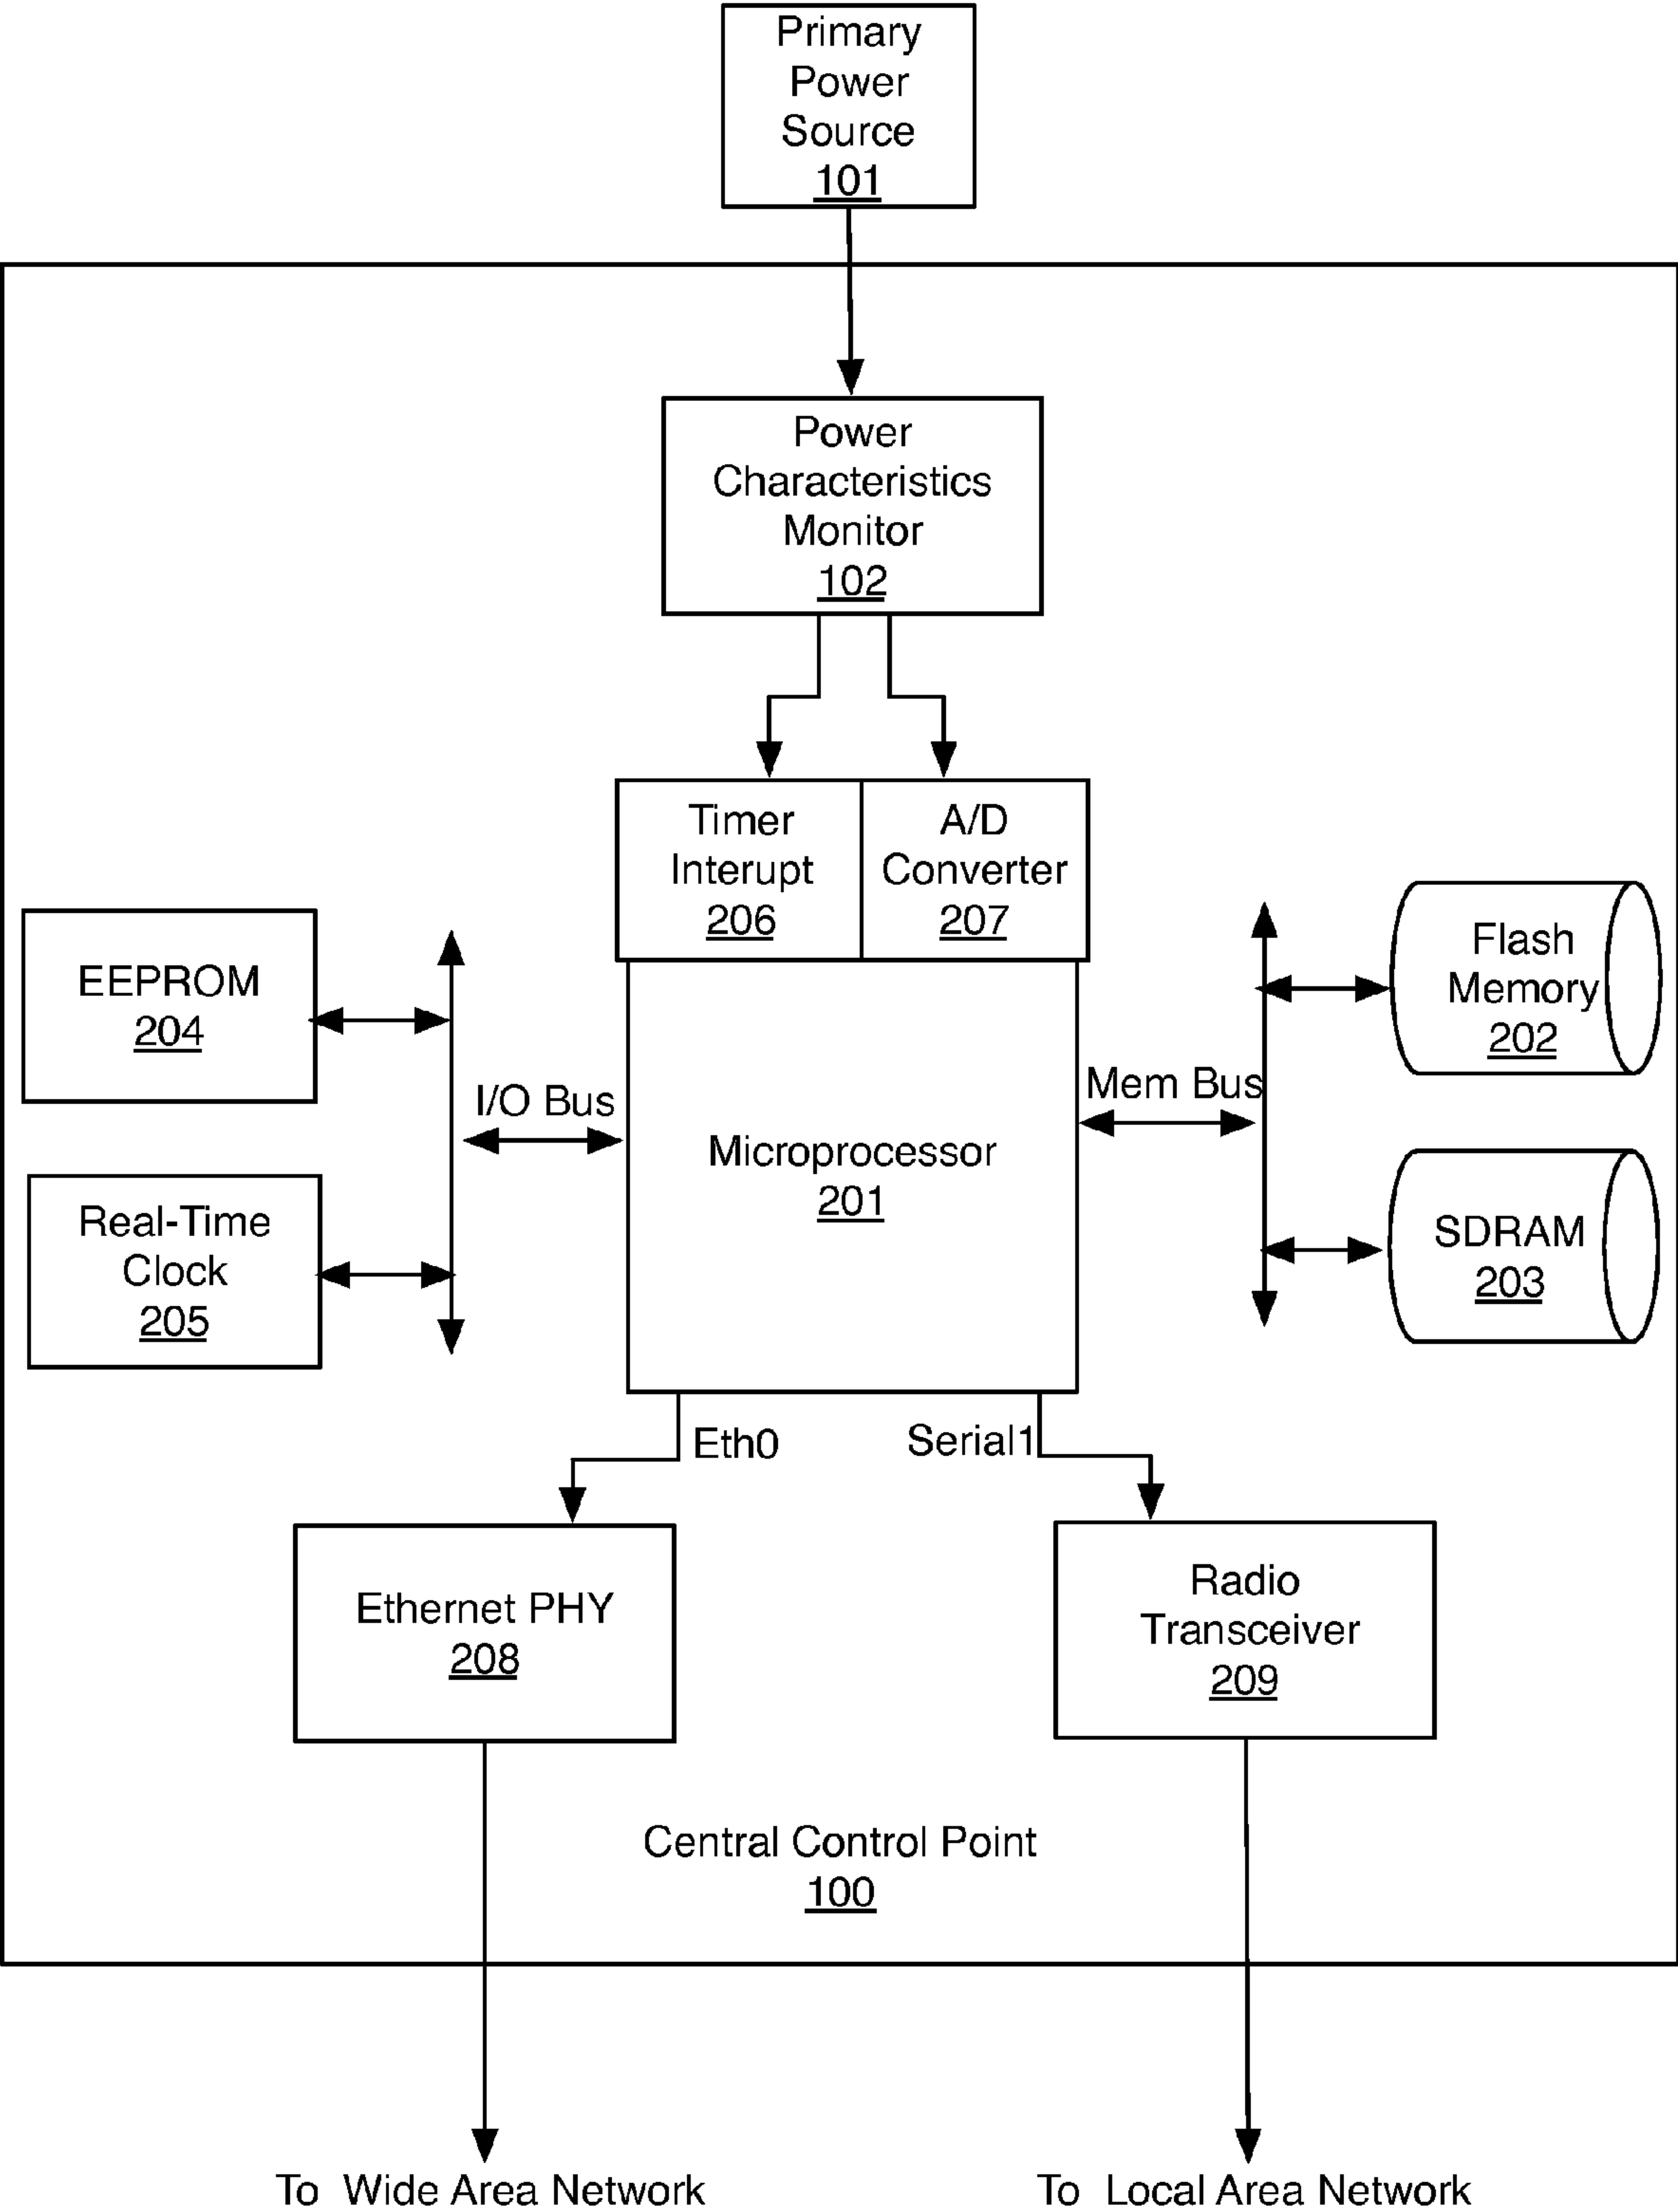 Primary
Power
Source
101
Power
Characteristics
Monitor
102
Timer
Interupt
206
A/D
Converter
207
EEPROM
204
I/O Bus
Real-Time
Clock
205
Microprocessor
201
Mem Bus
Flash
Memory
202
SDRAM
203
Eth0
Serial1
Ethernet PHY
208
Radio
Transceiver
209
Central Control Point
100
To Wide Area Network
To Local Area Network